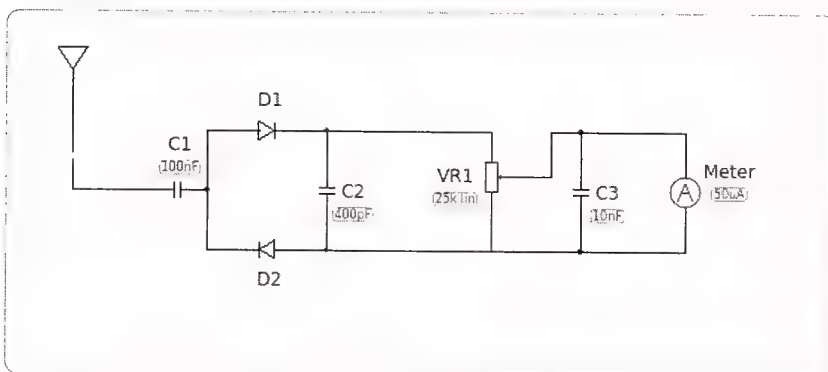 D1
C1
(100nF)
C2
(400pF)
VR1
(25k lin)
C3
(10nF)
Meter
A
(50uA)
D2